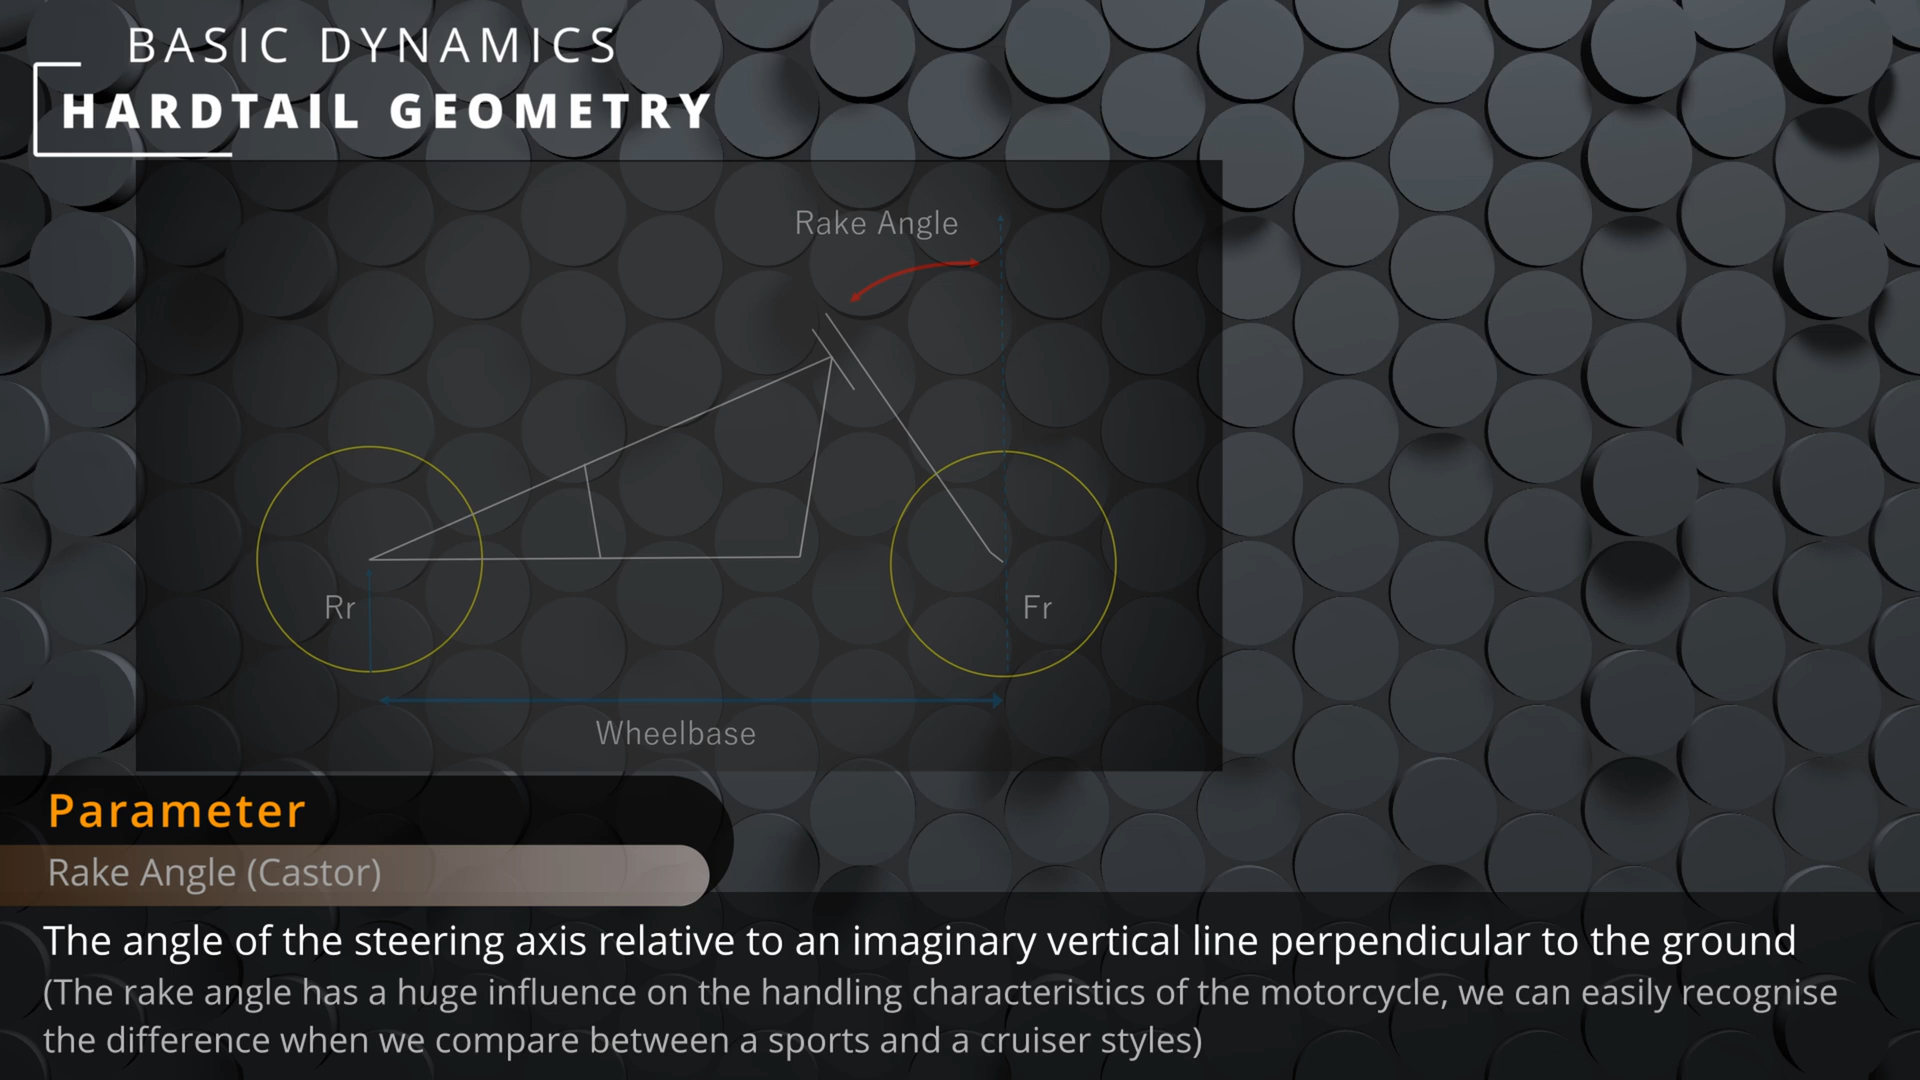 BASIC DYNAMICS
HARDTAIL GEOMETRY
Rake Angle
Rr
Fr
Wheelbase
Parameter
Rake Angle (Castor)
The angle of the steering axis relative to an imaginary vertical line perpendicular to the ground
(The rake angle has a huge influence on the handling characteristics of the motorcycle, we can easily recognise
the difference when we compare between a sports and a cruiser styles)